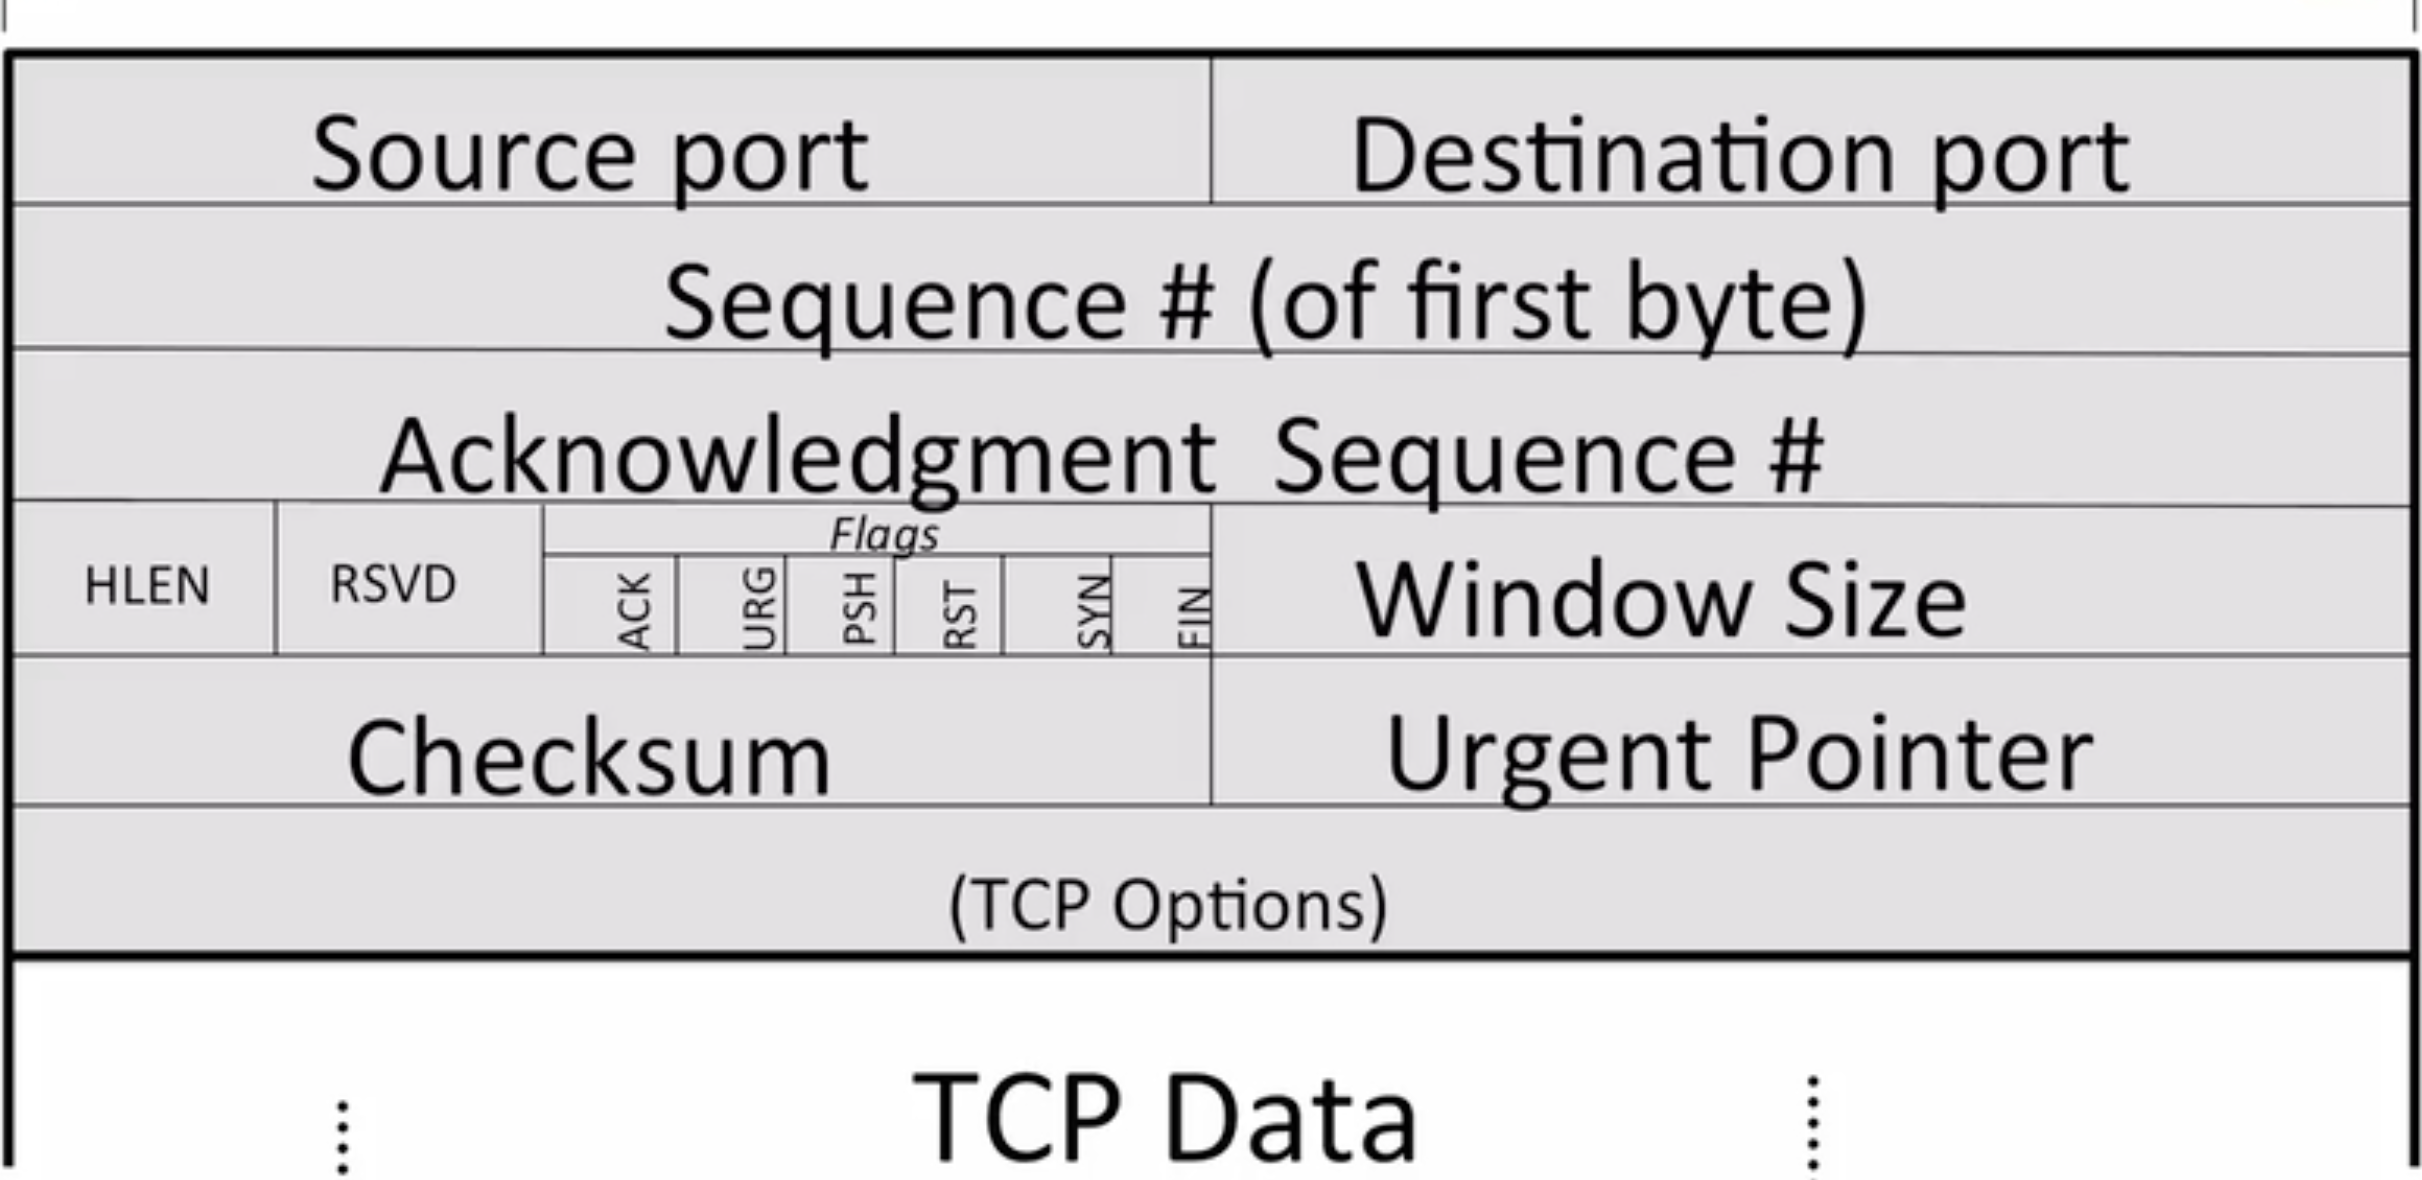 Source port Destination port
Sequence # (of first byte)
Acknowledgment Sequence #
HLEN RSVD Flags Window Size
ACK URG PSH RST SYN FIN
Checksum Urgent Pointer
(TCP Options)
TCP Data